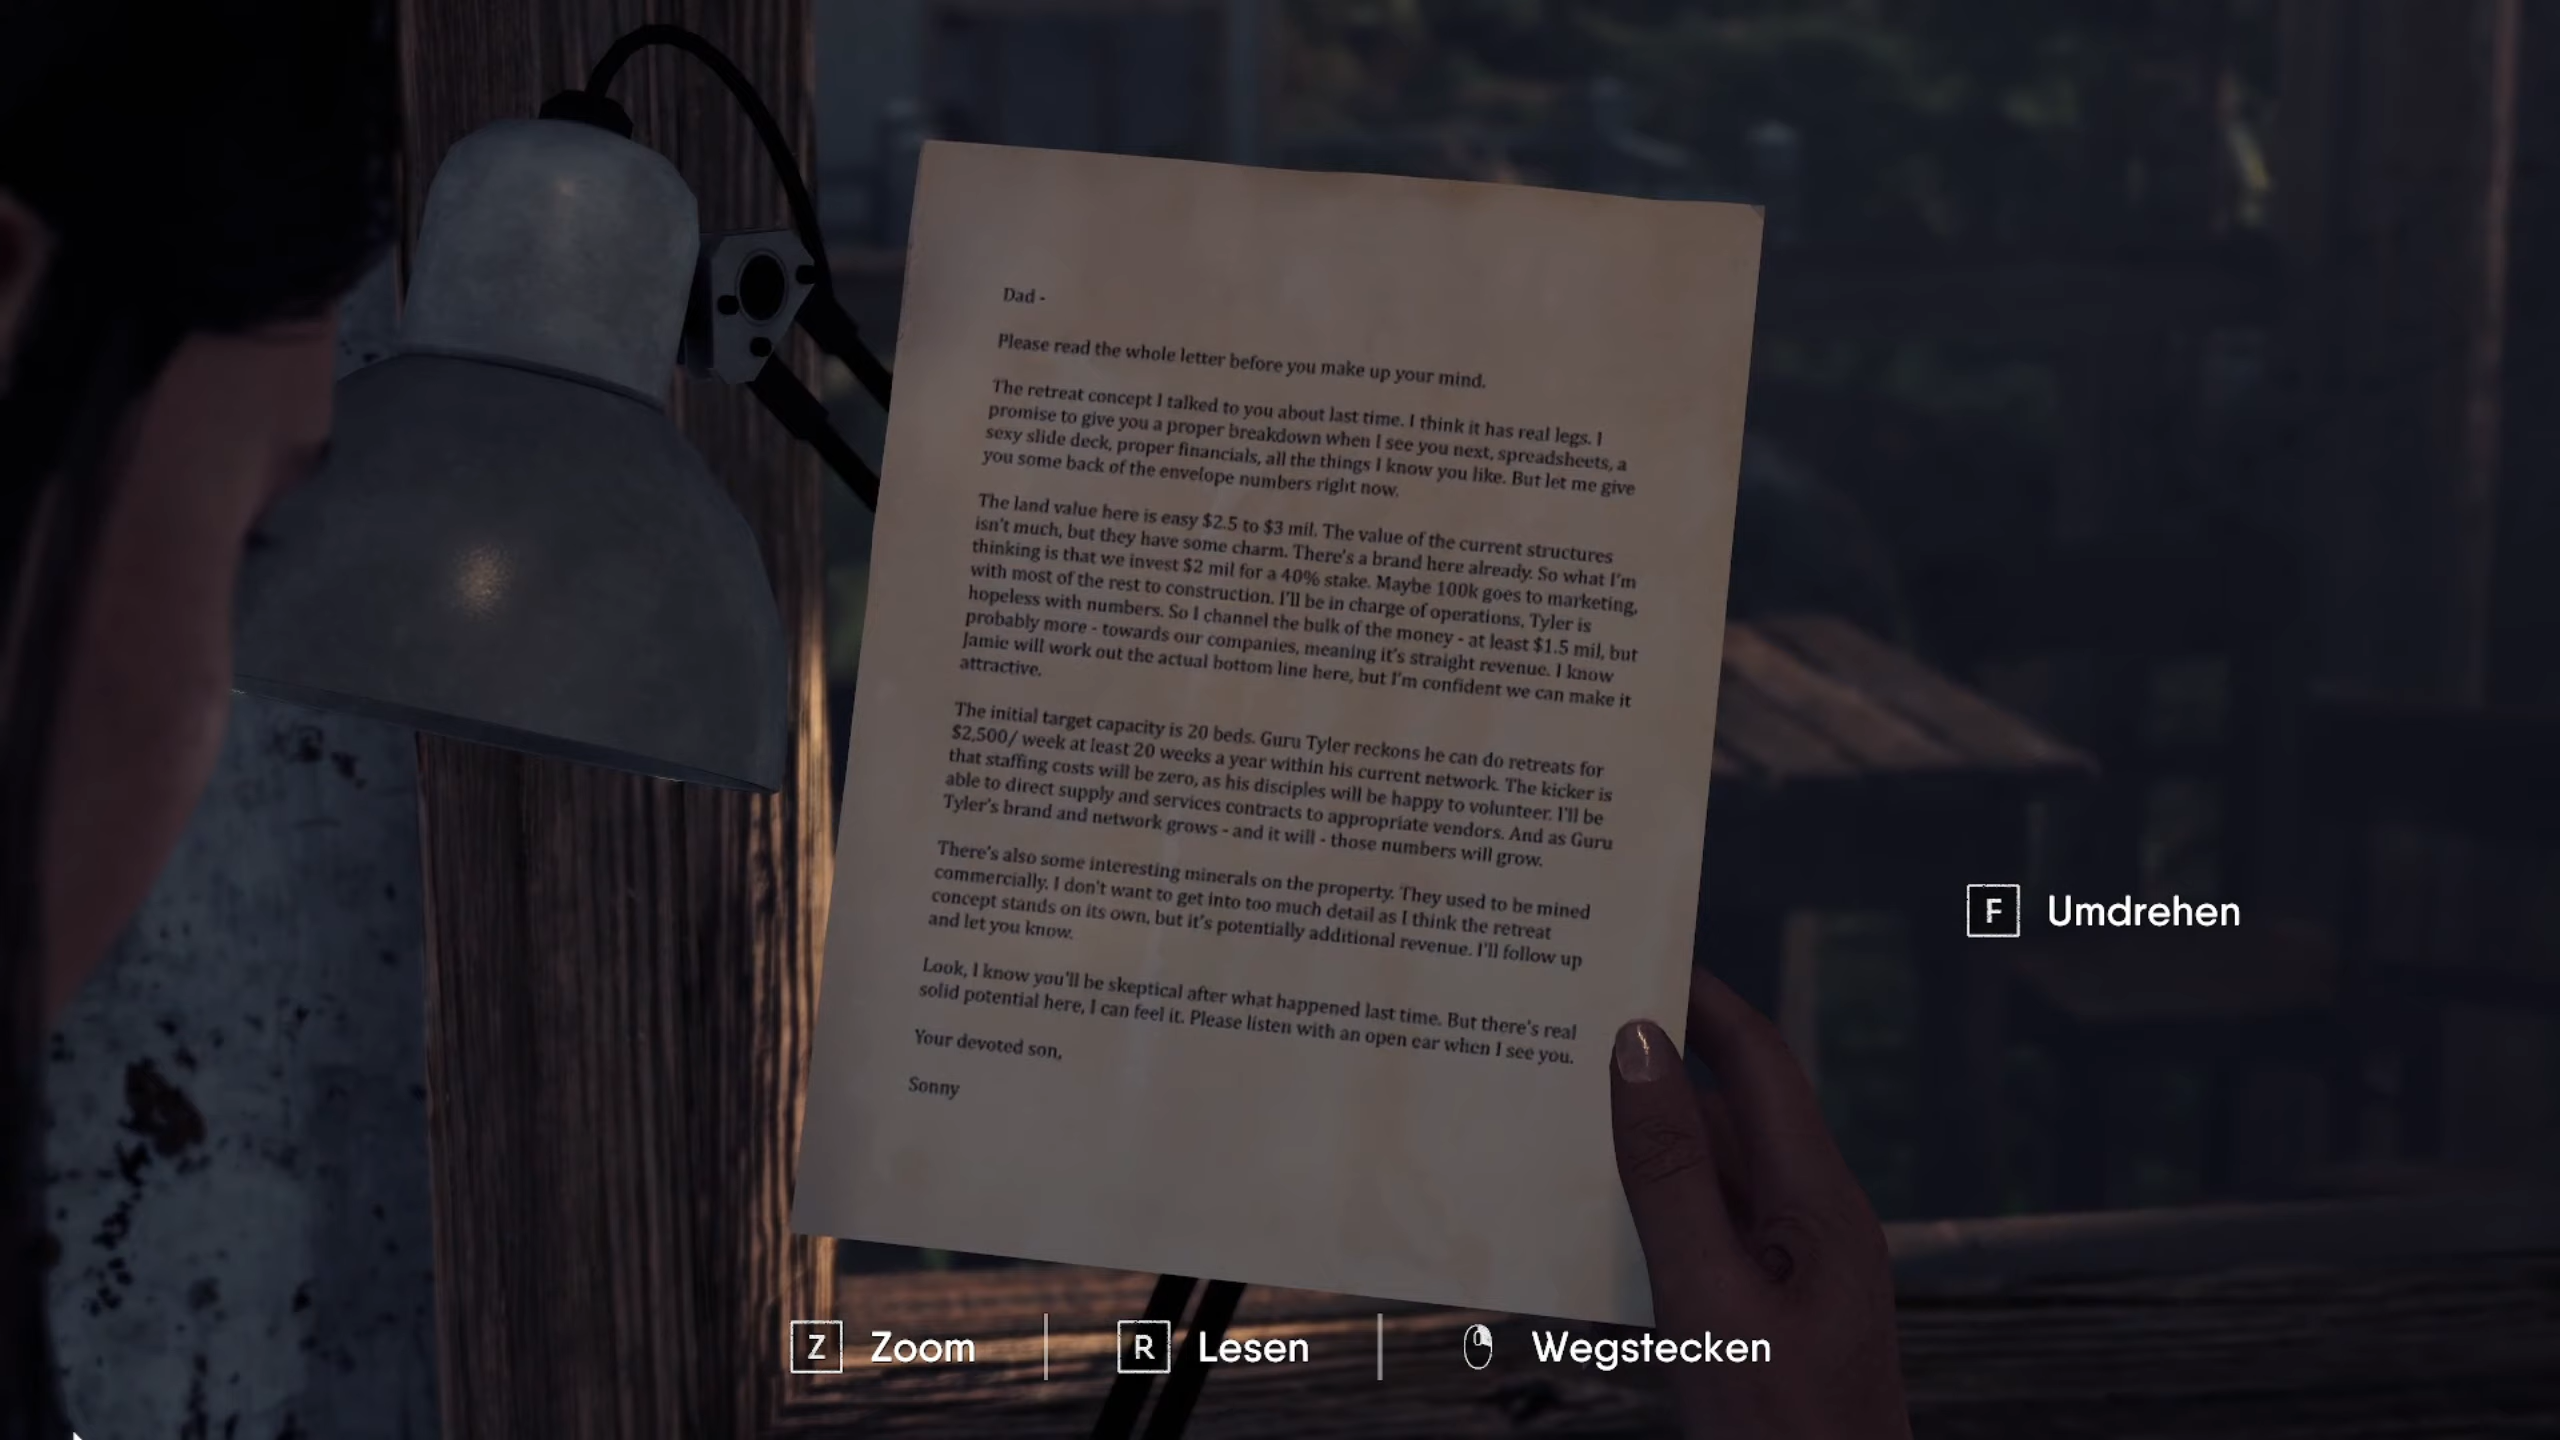 Dad -
Please read the whole letter before you make up your mind.
The retreat concept I talked to you about last time. I think it has real legs. I
promise to give you a proper breakdown when I see you next, spreadsheets, a
sexy slide deck, proper financials, all the things I know you like. But let me give
you some back of the envelope numbers right now.
The land value here is easy $2.5 to $3 mil. The value of the current structures
isn't much, but they have some charm. There's a brand here already. So what I'm
thinking is that we invest $2 mil for a 40% stake. Maybe 100k goes to marketing,
with most of the rest to construction. I'll be in charge of operations, Tyler is
hopeless with numbers. So I channel the bulk of the money - at least $1.5 mil, but
probably more - towards our companies, meaning it's straight revenue. I know
Jamie will work out the actual bottom line here, but I'm confident we can make it
attractive.
The initial target capacity is 20 beds. Guru Tyler reckons he can do retreats for
$2,500/ week at least 20 weeks a year within his current network. The kicker is
that staffing costs will be zero, as his disciples will be happy to volunteer. I'll be
able to direct supply and services contracts to appropriate vendors. And as Guru
Tyler's brand and network grows - and it will - those numbers will grow.
There's also some interesting minerals on the property. They used to be mined
commercially. I don't want to get into too much detail as I think the retreat
concept stands on its own, but it's potentially additional revenue. I'll follow up
and let you know.
Look, I know you'll be skeptical after what happened last time. But there's real
solid potential here, I can feel it. Please listen with an open ear when I see you.
Your devoted son,
Sonny
F Umdrehen
Z Zoom
R Lesen
Wegstecken